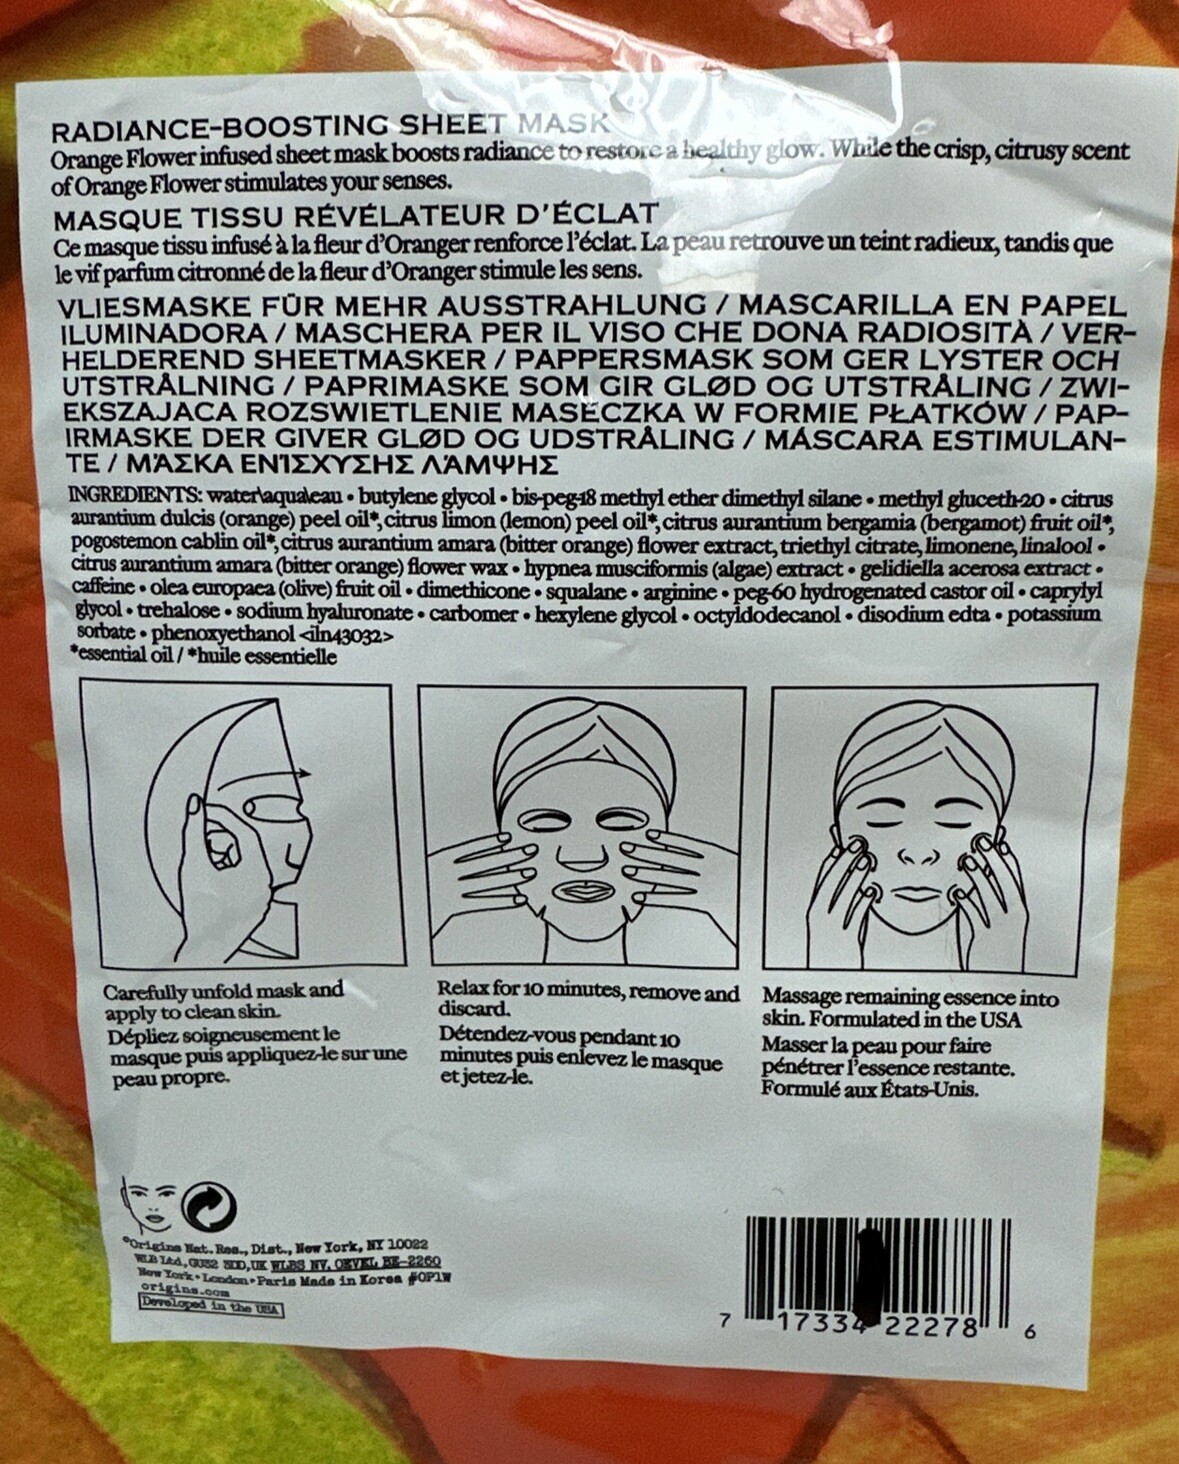 RADIANCE-BOOSTING SHEET MASK
Orange Flower infused sheet mask boosts radiance to restore a healthy glow. While the crisp, citrusy scent
of Orange Flower stimulates your senses.
MASQUE TISSU RÉVÉLATEUR D'ÉCLAT
Ce masque tissu infusé à la fleur d'Oranger renforce l'éclat. La peau retrouve un teint radieux, tandis que
le vif parfum citronné de la fleur d'Oranger stimule les sens.
VLIESMASKE FÜR MEHR AUSSTRAHLUNG / MASCARILLA EN PAPEL
ILUMINADORA / MASCHERA PER IL VISO CHE DONA RADIOSITÀ / VER-
HELDEREND SHEETMASKER / PAPPERSMASK SOM GER LYSTER OCH
UTSTRÅLNING / PAPRIMASKE SOM GIR GLØD OG UTSTRÅLING / ZWI-
EKSZAJACA ROZSWIETLENIE MASECZKA W FORMIE PŁATKÓW / PAP-
IRMASKE DER GIVER GLØD OG UDSTRÅLING / MÁSCARA ESTIMULAN-
TE / ΜΆΣΚΑ ΕΝΊΣΧΥΣΗΣ ΛΆΜΨΗΣ
INGREDIENTS: water\aqua\eau • butylene glycol • bis-peg-18 methyl ether dimethyl silane • methyl gluceth-20 • citrus
aurantium dulcis (orange) peel oil*, citrus limon (lemon) peel oil*, citrus aurantium bergamia (bergamot) fruit oil*,
pogostemon cablin oil*, citrus aurantium amara (bitter orange) flower extract, triethyl citrate, limonene, linalool •
citrus aurantium amara (bitter orange) flower wax • hypnea musciformis (algae) extract • gelidiella acerosa extract •
caffeine • olea europaea (olive) fruit oil • dimethicone • squalane • arginine • peg-60 hydrogenated castor oil • caprylyl
glycol • trehalose • sodium hyaluronate • carbomer • hexylene glycol • octyldodecanol • disodium edta • potassium
sorbate • phenoxyethanol <iln43032>
*essential oil / *huile essentielle
Carefully unfold mask and
apply to clean skin.
Dépliez soigneusement le
masque puis appliquez-le sur une
peau propre.
Relax for 10 minutes, remove and
discard.
Détendez-vous pendant 10
minutes puis enlevez le masque
et jetez-le.
Massage remaining essence into
skin. Formulated in the USA
Masser la peau pour faire
pénétrer l'essence restante.
Formulé aux États-Unis.
°Origins Nat. Res., Dist., New York, NY 10022
WLB Ltd, GU52 8DD, UK WLBS NV. OEVEL BE-2260
New York • London • Paris Made in Korea #OP1W
origins.com
Developed in the USA
7 17334 22278 6